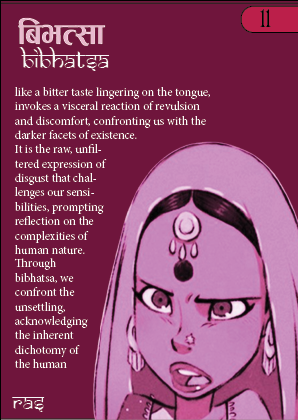 11
बिभत्सा
bibhatsa
like a bitter taste lingering on the tongue,
invokes a visceral reaction of revulsion
and discomfort, confronting us with the
darker facets of existence.
It is the raw, unfil-
tered expression of
disgust that chal-
lenges our sensi-
bilities, prompting
reflection on the
complexities of
human nature.
Through
bibhatsa, we
confront the
unsettling,
acknowledging
the inherent
dichotomy of
the human
ras